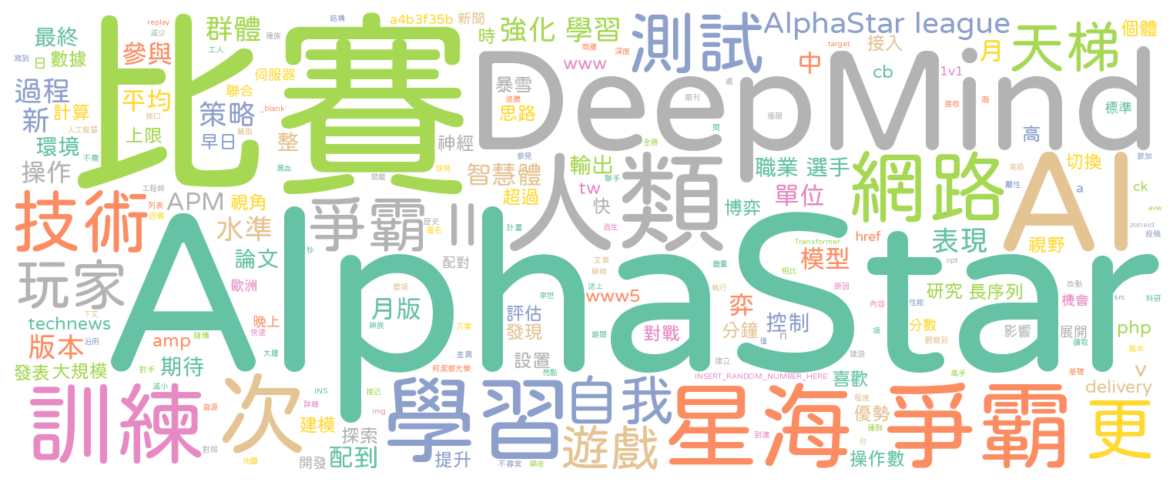 比賽
AlphaStar
DeepMind
AI
人類
測試
天梯
AlphaStar league
強化 學習
a4b3f35b
新聞
時
群體
最終
參與
日
數據
伺服器
過程
平均
策略
聯合
新
計算
上限
早日
環境
整
操作
神經
www
暴雪
思路
中
cb
接入
月
個體
1v1
標準
高
切換
網路
職業 選手
單位
輸出
智慧體
超過
tw
快
博弈
a
ck
視野
href
表現
模型
技術
APM
視角
水準
爭霸 II
玩家
論文
歐洲
配對
月版
technews
晚上
amp
版本
期待
發表
大規模
www5
評估
發現
設置
弈
分鐘
控制
對戰
研究
長序列
機會
分數
影響
展開
php
v
喜歡
delivery
訓練
次
學習
自我
遊戲
星海爭霸
更
優勢
操作數
建模
探索
開發
配到
提升
INSERT_RANDOM_NUMBER_HERE
Transformer
replay
target
_blank
zoneid
src
img
INS
opt
avw
n